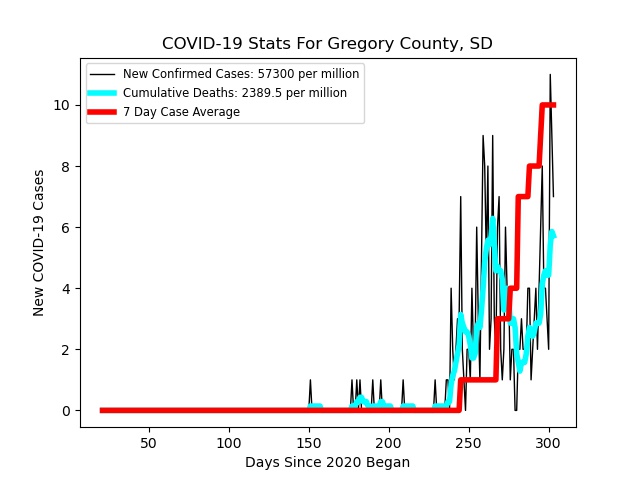 COVID-19 Stats For Gregory County, SD
New Confirmed Cases: 57300 per million
Cumulative Deaths: 2389.5 per million
7 Day Case Average
New COVID-19 Cases
10
8
6
4
2
0
50 100 150 200 250 300
Days Since 2020 Began